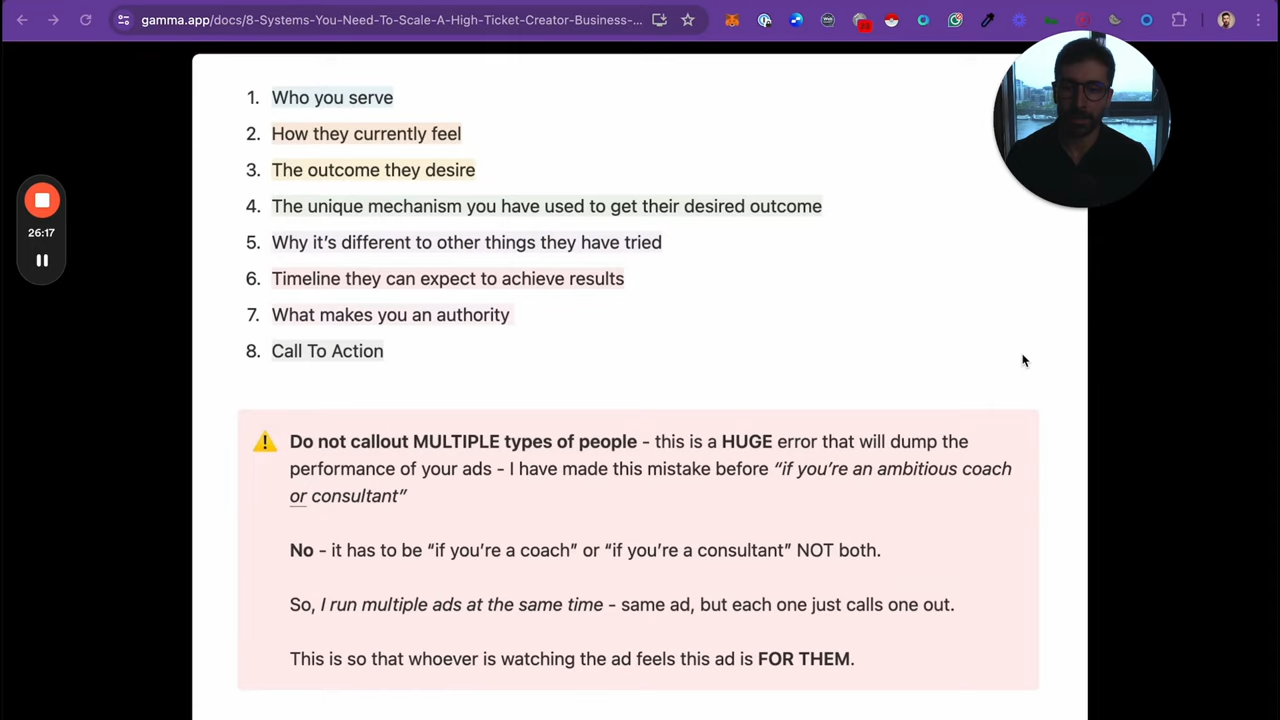 gamma.app/docs/8-Systems-You-Need-To-Scale-A-High-Ticket-Creator-Business-...
1. Who you serve
2. How they currently feel
3. The outcome they desire
4. The unique mechanism you have used to get their desired outcome
26:17
5. Why it’s different to other things they have tried
6. Timeline they can expect to achieve results
7. What makes you an authority
8. Call To Action
Do not callout MULTIPLE types of people - this is a HUGE error that will dump the
performance of your ads - I have made this mistake before “if you’re an ambitious coach
or consultant”
No - it has to be “if you’re a coach” or “if you’re a consultant” NOT both.
So, I run multiple ads at the same time - same ad, but each one just calls one out.
This is so that whoever is watching the ad feels this ad is FOR THEM.